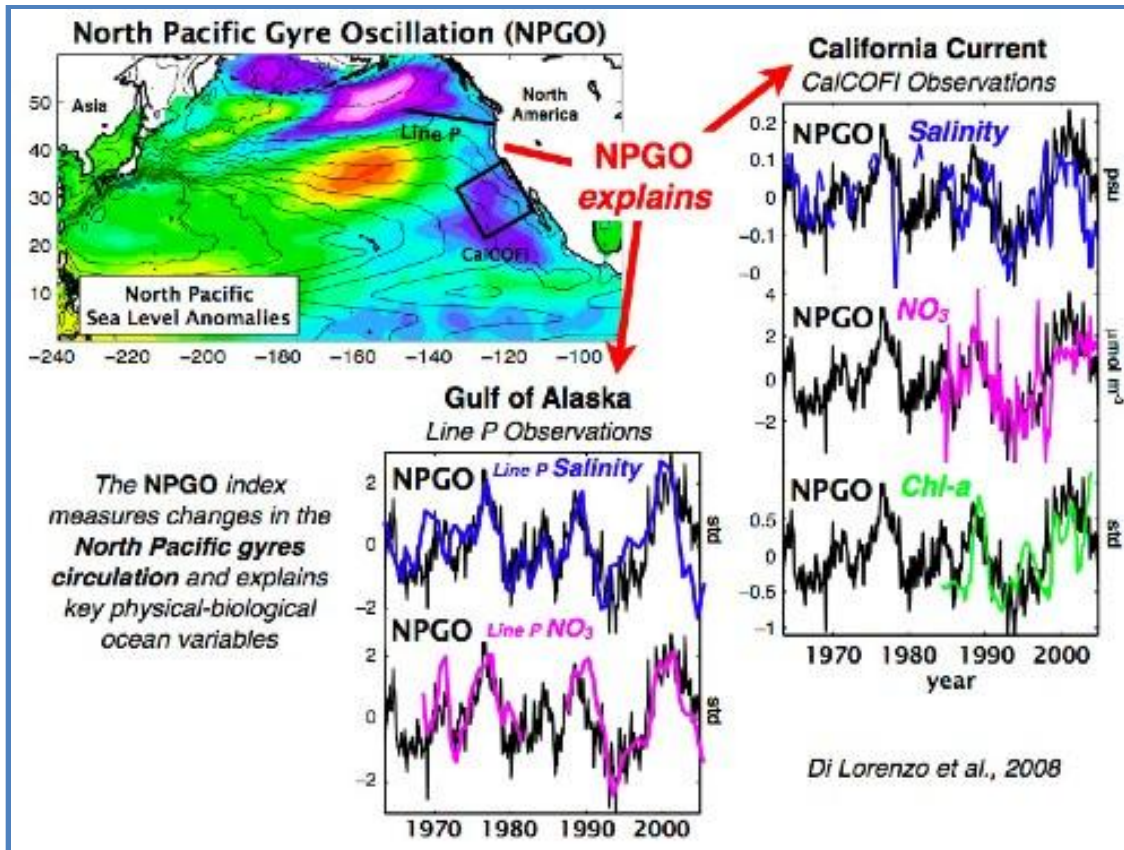 North Pacific Gyre Oscillation (NPGO)
Asia
North
America
Line P
CalCOFI
North Pacific
Sea Level Anomalies
50
40
30
20
10
−240 −220 −200 −180 −160 −140 −120 −100
NPGO
explains
California Current
CalCOFI Observations
NPGO Salinity
0.2
0.1
0
−0.1
−0
psu
NPGO NO3
4
2
0
−2
μmol m-3
NPGO Chl-a
0.5
0
−0.5
−1
std
1970 1980 1990 2000
year
Gulf of Alaska
Line P Observations
NPGO Line P Salinity
2
0
−2
std
NPGO Line P NO3
2
0
−2
std
1970 1980 1990 2000
The NPGO index
measures changes in the
North Pacific gyres
circulation and explains
key physical-biological
ocean variables
Di Lorenzo et al., 2008